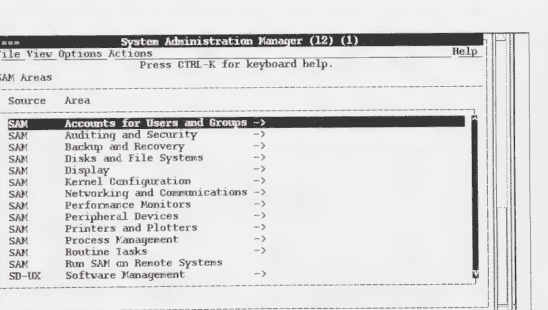 System Administration Manager (12) (1)
File View Options Actions Help
Press CTRL-K for keyboard help.
SAM Areas
Source Area
SAM Accounts for Users and Groups ->
SAM Auditing and Security ->
SAM Backup and Recovery ->
SAM Disks and File Systems ->
SAM Display ->
SAM Kernel Configuration ->
SAM Networking and Communications ->
SAM Performance Monitors ->
SAM Peripheral Devices ->
SAM Printers and Plotters ->
SAM Process Management ->
SAM Routine Tasks ->
SAM Run SAM on Remote Systems
SD-UX Software Management ->